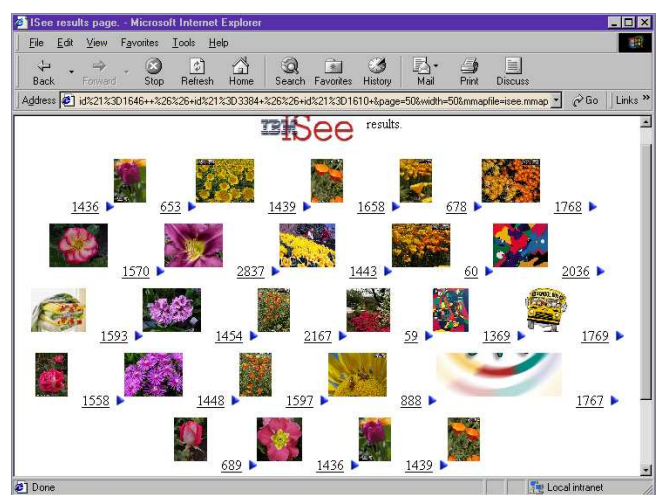 ISee results page. - Microsoft Internet Explorer
File Edit View Favorites Tools Help
Back Forward Stop Refresh Home Search Favorites History Mail Print Discuss
Address id%21%3D1646++%26%26+id%21%3D3384+%26%26+id%21%3D1610+&page=50&width=50&mmapfile=isee.mmap Go Links »
IBM ISee results.
1436 653 1439 1658 678 1768
1570 2837 1443 60 2036
1593 1454 2167 59 1369 1769
1558 1448 1597 888 1767
689 1436 1439
Done Local intranet